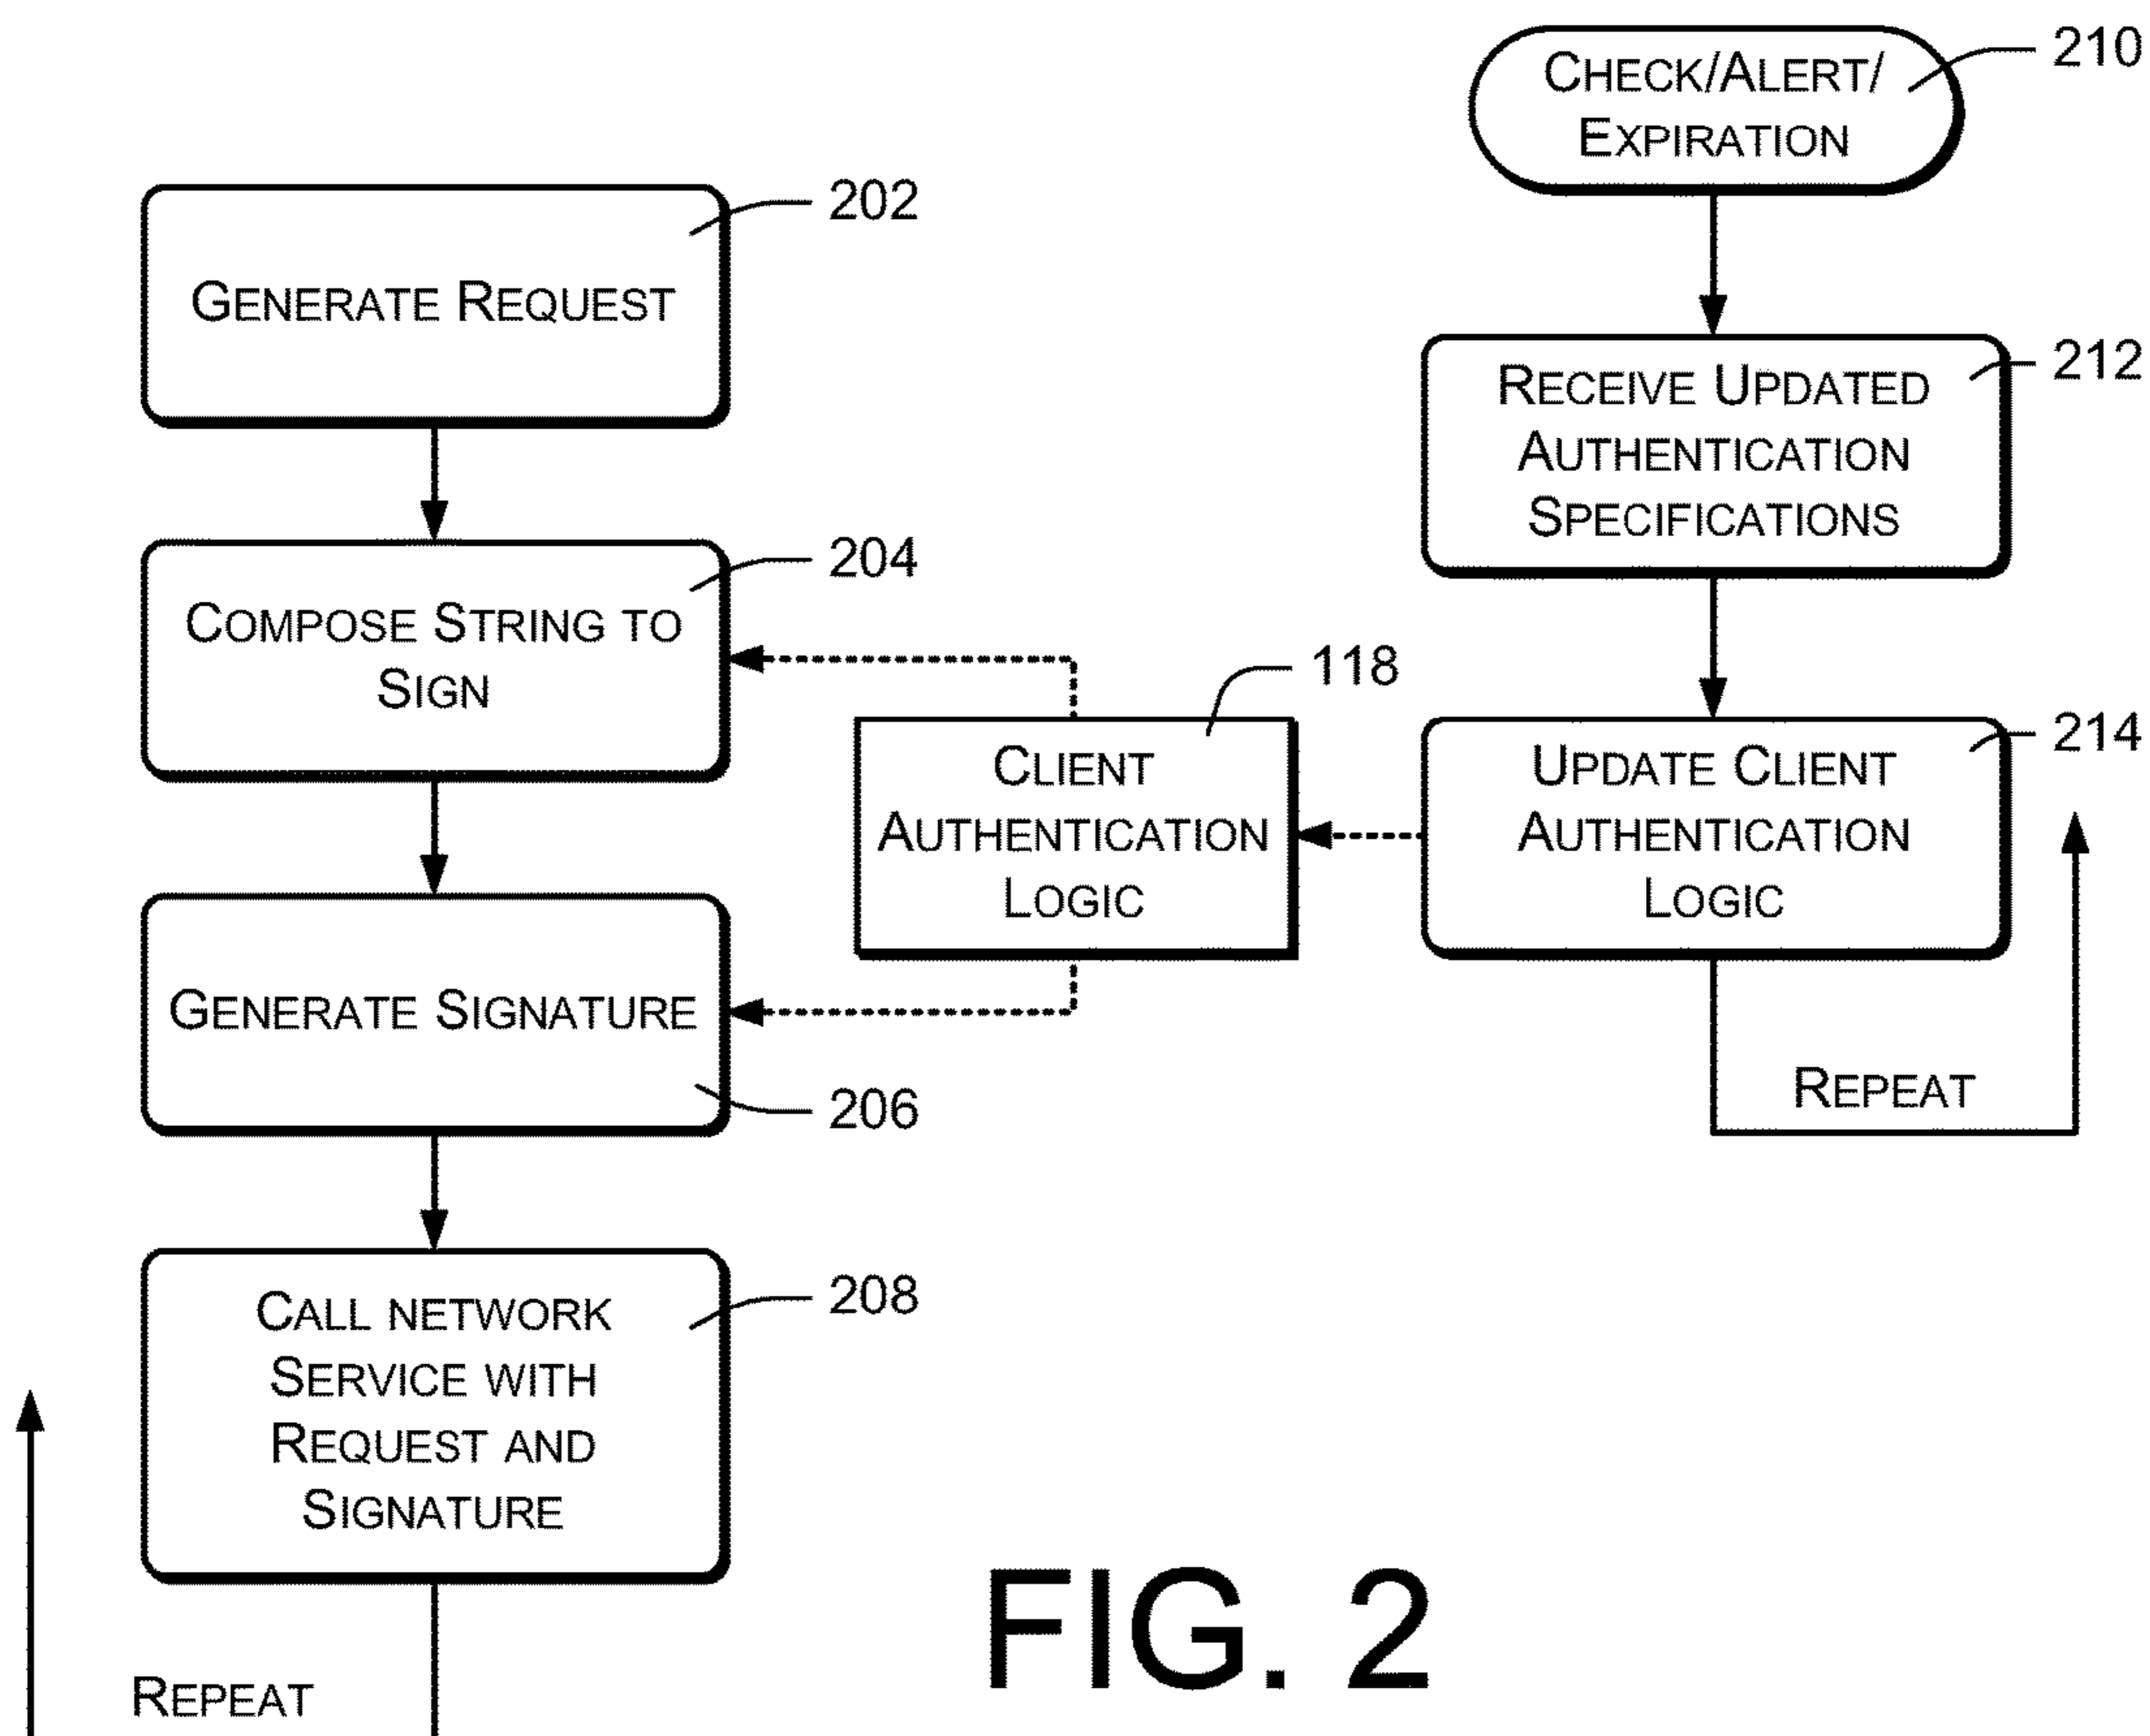 CHECK/ALERT/
EXPIRATION
210
202
GENERATE REQUEST
RECEIVE UPDATED
AUTHENTICATION
SPECIFICATIONS
212
204
COMPOSE STRING TO
SIGN
118
CLIENT
AUTHENTICATION
LOGIC
UPDATE CLIENT
AUTHENTICATION
LOGIC
214
GENERATE SIGNATURE
206
REPEAT
CALL NETWORK
SERVICE WITH
REQUEST AND
SIGNATURE
208
REPEAT
FIG. 2